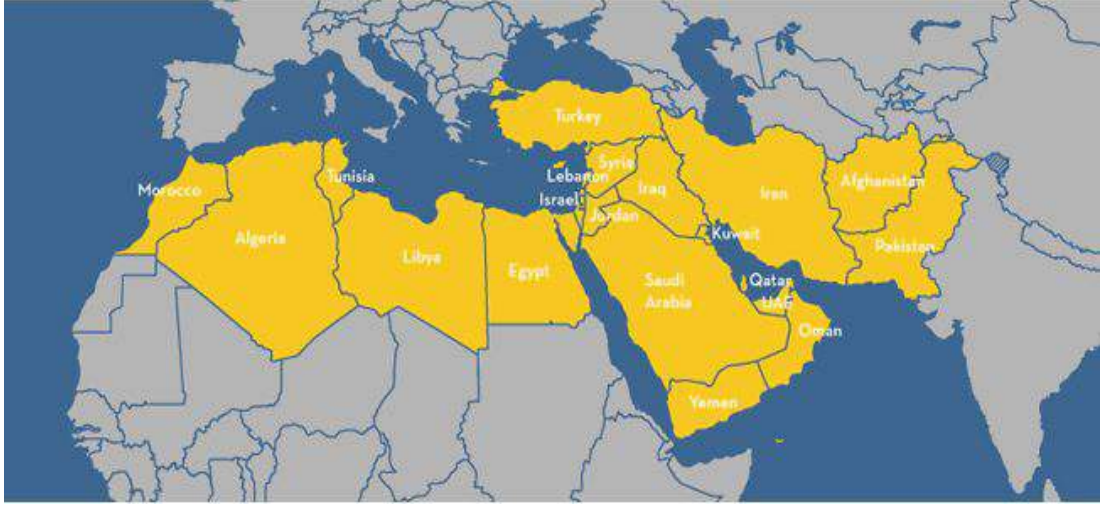 Turkey
Morocco
Tunisia
Algeria
Libya
Egypt
Lebanon
Syria
Israel
Jordan
Iraq
Iran
Afghanistan
Pakistan
Kuwait
Saudi
Arabia
Qatar
UAE
Oman
Yemen